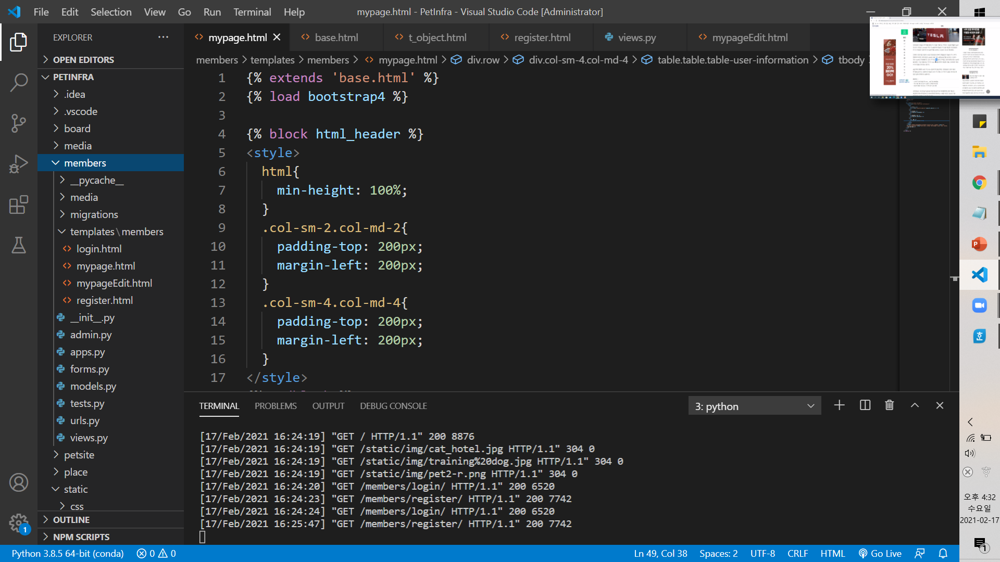 File Edit Selection View Go Run Terminal Help
mypage.html - PetInfra - Visual Studio Code [Administrator]
EXPLORER
mypage.html
base.html
t_object.html
register.html
views.py
mypageEdit.html
OPEN EDITORS
PETINFRA
.idea
.vscode
board
media
members
__pycache__
media
migrations
templates\members
login.html
mypage.html
mypageEdit.html
register.html
__init__.py
admin.py
apps.py
forms.py
models.py
tests.py
urls.py
views.py
petsite
place
static
css
OUTLINE
NPM SCRIPTS
members > templates > members > mypage.html > div.row > div.col-sm-4.col-md-4 > table.table.table-user-information > tbody
1 {% extends 'base.html' %}
2 {% load bootstrap4 %}
3
4 {% block html_header %}
5 <style>
6 html{
7 min-height: 100%;
8 }
9 .col-sm-2.col-md-2{
10 padding-top: 200px;
11 margin-left: 200px;
12 }
13 .col-sm-4.col-md-4{
14 padding-top: 200px;
15 margin-left: 200px;
16 }
17 </style>
TERMINAL PROBLEMS OUTPUT DEBUG CONSOLE
3: python
[17/Feb/2021 16:24:19] "GET / HTTP/1.1" 200 8876
[17/Feb/2021 16:24:19] "GET /static/img/cat_hotel.jpg HTTP/1.1" 304 0
[17/Feb/2021 16:24:19] "GET /static/img/training%20dog.jpg HTTP/1.1" 304 0
[17/Feb/2021 16:24:19] "GET /static/img/pet2-r.png HTTP/1.1" 304 0
[17/Feb/2021 16:24:20] "GET /members/login/ HTTP/1.1" 200 6520
[17/Feb/2021 16:24:23] "GET /members/register/ HTTP/1.1" 200 7742
[17/Feb/2021 16:24:24] "GET /members/login/ HTTP/1.1" 200 6520
[17/Feb/2021 16:25:47] "GET /members/register/ HTTP/1.1" 200 7742
1
Python 3.8.5 64-bit (conda)
0 0
Ln 49, Col 38
Spaces: 2
UTF-8
CRLF
HTML
Go Live
TESLA
20%
GO!
P
호
오후 4:32
수요일
2021-02-17
1